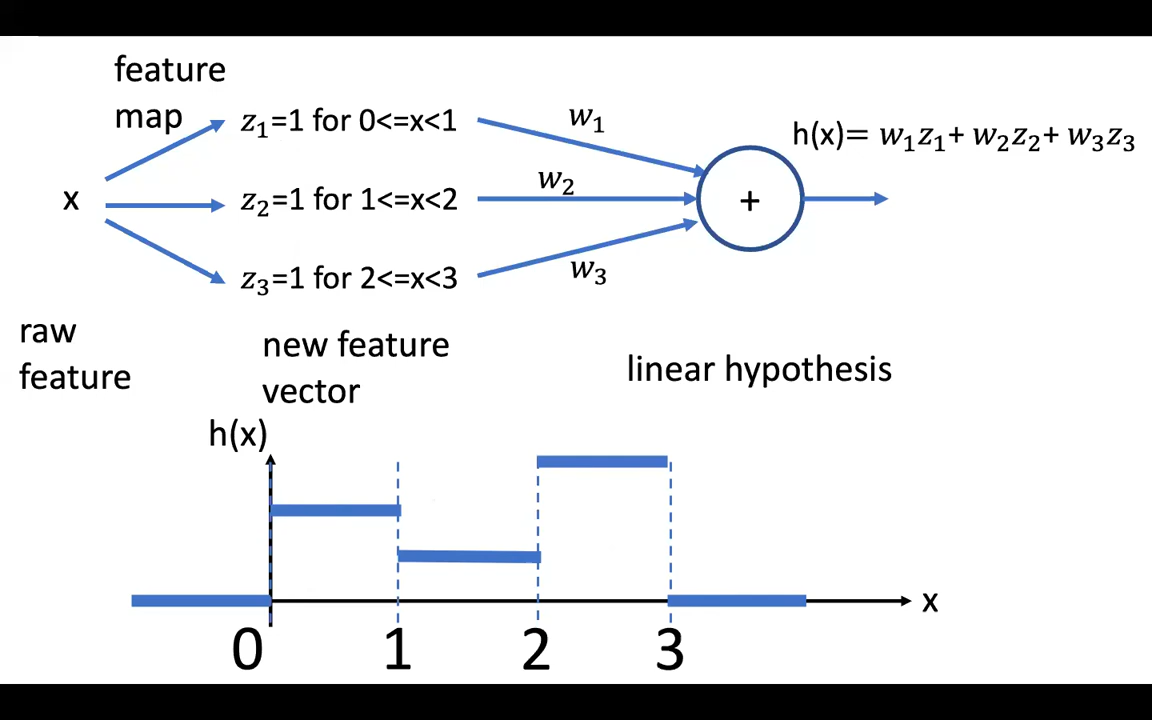 feature
map
z₁=1 for 0<=x<1
w₁
h(x)= w₁z₁+ w₂z₂+ w₃z₃
x
z₂=1 for 1<=x<2
w₂
+
z₃=1 for 2<=x<3
w₃
raw
feature
new feature
vector
linear hypothesis
h(x)
x
0 1 2 3